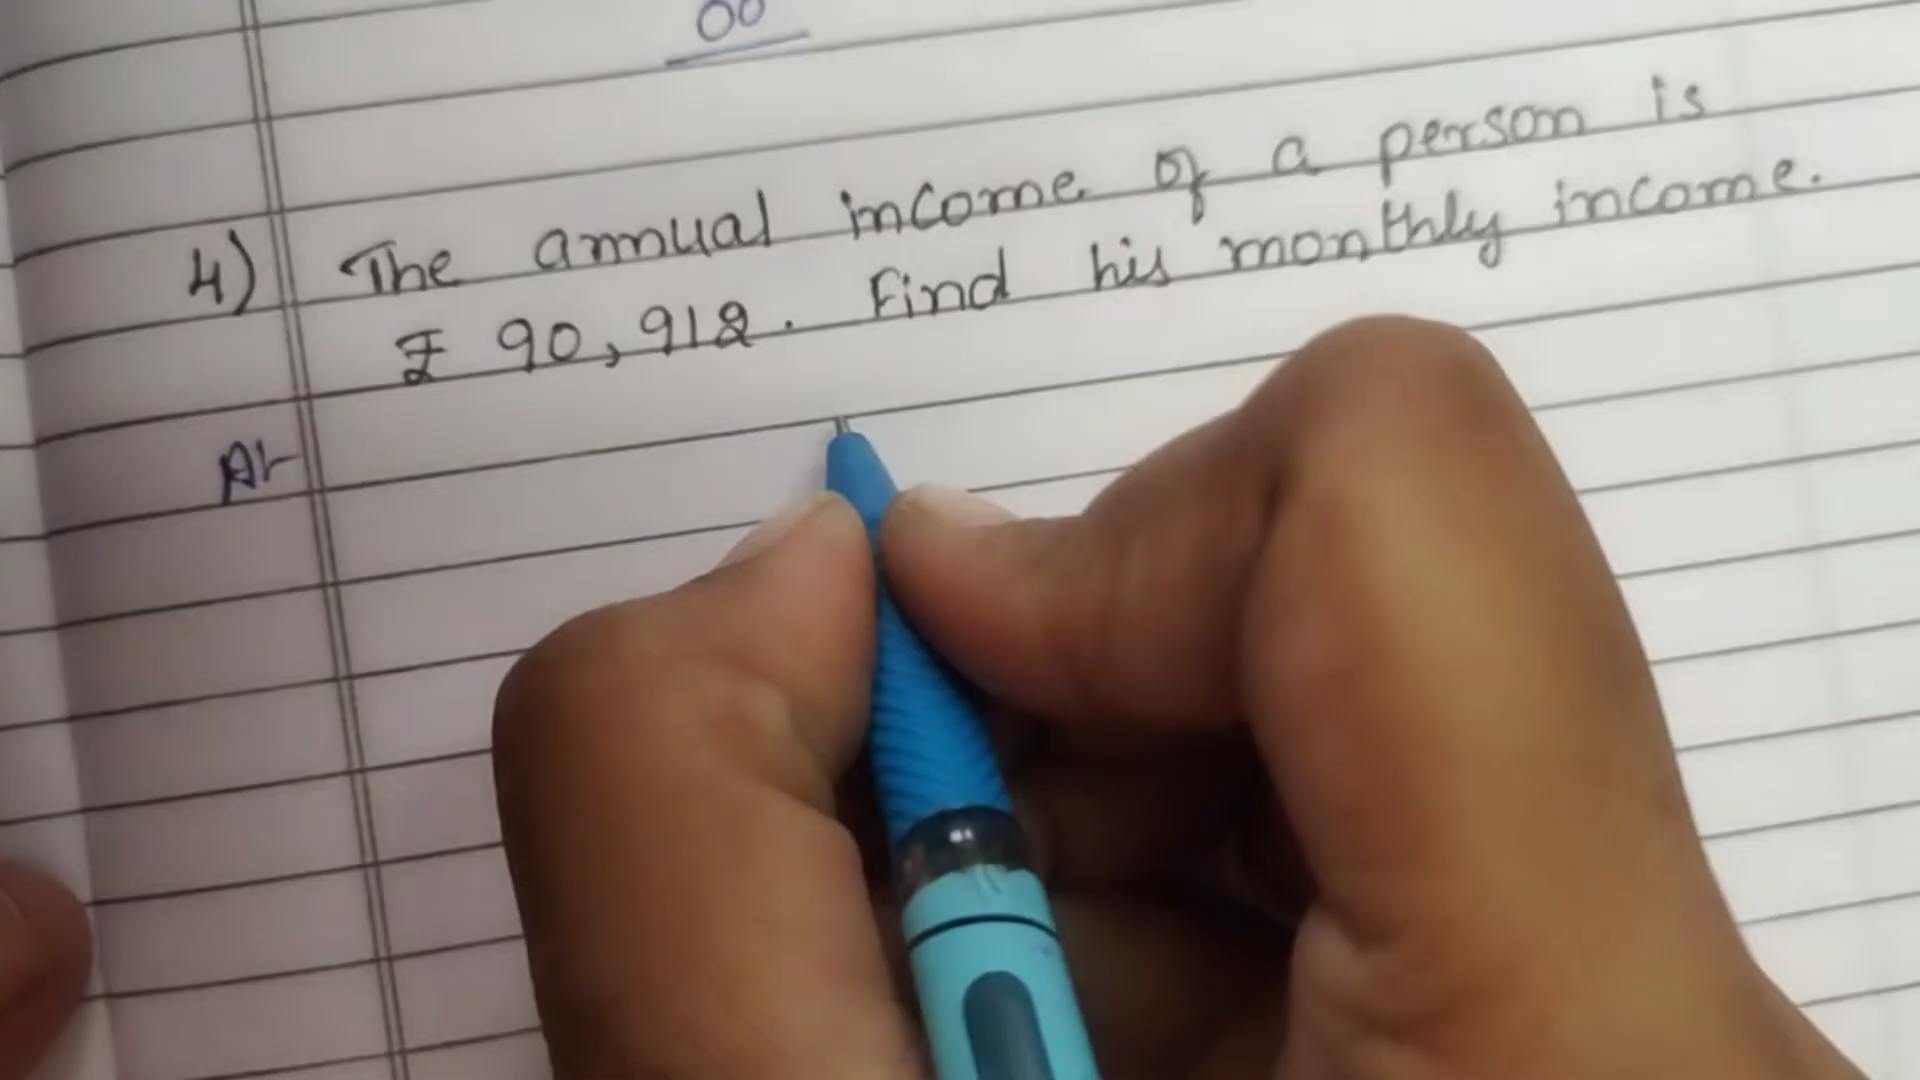 00
4) The annual income of a person is
₹ 90,912. Find his monthly income.
A